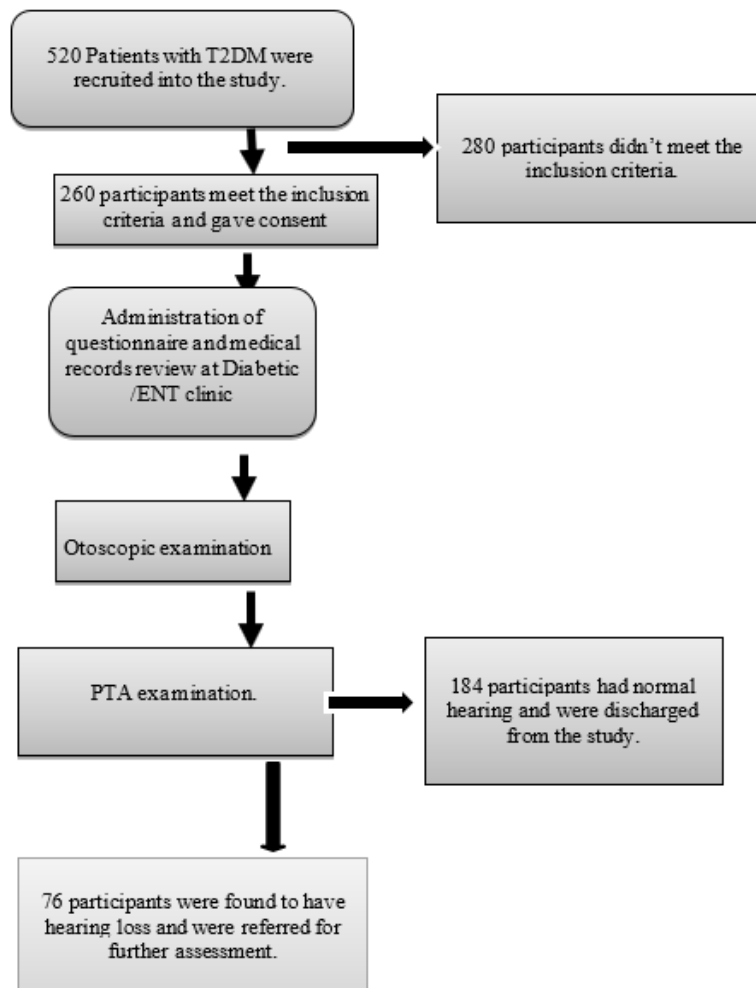 520 Patients with T2DM were
recruited into the study.
280 participants didn't meet the
inclusion criteria.
260 participants meet the inclusion
criteria and gave consent
Administration of
questionnaire and medical
records review at Diabetic
/ENT clinic
Otoscopic examination
PTA examination.
184 participants had normal
hearing and were discharged
from the study.
76 participants were found to have
hearing loss and were referred for
further assessment.